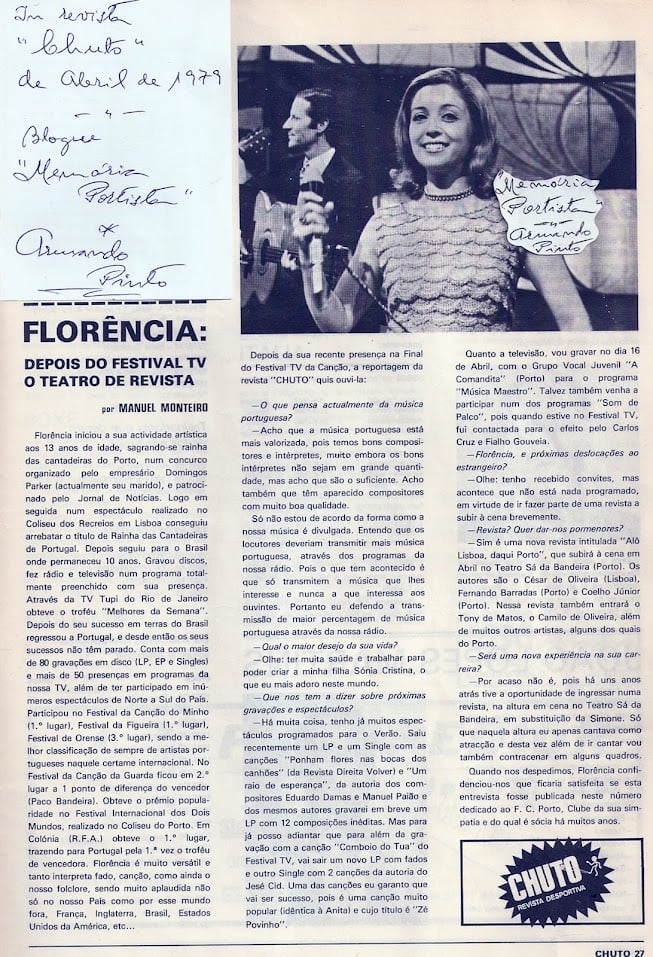 In revista
"Chuto"
de Abril de 1979
— " —
Blogue
"Memória
Portista"
*
Armando
Pinto
"Memória
Portista"
— " —
Armando
Pinto
FLORÊNCIA:
DEPOIS DO FESTIVAL TV
O TEATRO DE REVISTA
por MANUEL MONTEIRO
Florência iniciou a sua actividade artística
aos 13 anos de idade, sagrando-se rainha
das cantadeiras do Porto, num concurso
organizado pelo empresário Domingos
Parker (actualmente seu marido), e patroci-
nado pelo Jornal de Notícias. Logo em
seguida num espectáculo realizado no
Coliseu dos Recreios em Lisboa conseguiu
arrebatar o título de Rainha das Cantadeiras
de Portugal. Depois seguiu para o Brasil
onde permaneceu 10 anos. Gravou discos,
fez rádio e televisão num programa total-
mente preenchido com sua presença.
Através da TV Tupi do Rio de Janeiro
obteve o troféu "Melhores da Semana".
Depois do seu sucesso em terras do Brasil
regressou a Portugal, e desde então os seus
sucessos não têm parado. Conta com mais
de 80 gravações em disco (LP, EP e Singles)
e mais de 50 presenças em programas da
nossa TV, além de ter participado em inú-
meros espectáculos de Norte a Sul do País.
Participou no Festival da Canção do Minho
(1.º lugar), Festival da Figueira (1.º lugar),
Festival de Orense (3.º lugar), sendo a me-
lhor classificação de sempre de artistas por-
tugueses naquele certame internacional. No
Festival da Canção da Guarda ficou em 2.º
lugar a 1 ponto de diferença do vencedor
(Paco Bandeira). Obteve o prémio popula-
ridade no Festival Internacional dos Dois
Mundos, realizado no Coliseu do Porto. Em
Colónia (R.F.A.) obteve o 1.º lugar,
trazendo para Portugal pela 1.ª vez o troféu
de vencedora. Florência é muito versátil e
tanto interpreta fado, canção, como ainda o
nosso folclore, sendo muito aplaudida não
só no nosso País como por esse mundo
fora, França, Inglaterra, Brasil, Estados
Unidos da América, etc...
Depois da sua recente presença na Final
do Festival TV da Canção, a reportagem da
revista "CHUTO" quis ouvi-la:
—O que pensa actualmente da música
portuguesa?
—Acho que a música portuguesa está
mais valorizada, pois temos bons composi-
tores e intérpretes, muito embora os bons
intérpretes não sejam em grande quanti-
dade, mas acho que são o suficiente. Acho
também que têm aparecido compositores
com muito boa qualidade.
Só não estou de acordo da forma como a
nossa música é divulgada. Entendo que os
locutores deveriam transmitir mais música
portuguesa, através dos programas da
nossa rádio. Pois o que tem acontecido é
que só transmitem a música que lhes
interesse e nunca a que interessa aos
ouvintes. Portanto eu defendo a trans-
missão de maior percentagem de música
portuguesa através da nossa rádio.
—Qual o maior desejo da sua vida?
—Olhe: ter muita saúde e trabalhar para
poder criar a minha filha Sónia Cristina, o
que eu mais adoro neste mundo.
—Que nos tem a dizer sobre próximas
gravações e espectáculos?
—Há muita coisa, tenho já muitos espec-
táculos programados para o Verão. Saiu
recentemente um LP e um Single com as
canções "Ponham flores nas bocas dos
canhões" (da Revista Direita Volver) e "Um
raio de esperança", da autoria dos com-
positores Eduardo Damas e Manuel Paião e
dos mesmos autores gravarei em breve um
LP com 12 composições inéditas. Mas para
já posso adiantar que para além da gra-
vação com a canção "Comboio do Tua" do
Festival TV, vai sair um novo LP com fados
e outro Single com 2 canções da autoria do
Jesé Cid. Uma das canções eu garanto que
vai ser sucesso, pois é uma canção muito
popular (idêntica à Anita) e cujo título é "Zé
Povinho".
Quanto a televisão, vou gravar no dia 16
de Abril, com o Grupo Vocal Juvenil "A
Comandita" (Porto) para o programa
"Música Maestro". Talvez também venha a
participar num dos programas "Som de
Palco", pois quando estive no Festival TV,
fui contactada para o efeito pelo Carlos
Cruz e Fialho Gouveia.
—Florência, e próximas deslocações ao
estrangeiro?
—Olhe: tenho recebido convites, mas
acontece que não está nada programado,
em virtude de ir fazer parte de uma revista a
subir à cena brevemente.
—Revista? Quer dar-nos pormenores?
—Sim é uma nova revista intitulada "Alô
Lisboa, daqui Porto", que subirá à cena em
Abril no Teatro Sá da Bandeira (Porto). Os
autores são o César de Oliveira (Lisboa),
Fernando Barradas (Porto) e Coelho Júnior
(Porto). Nessa revista também entrará o
Tony de Matos, o Camilo de Oliveira, além
de muitos outros artistas, alguns dos quais
do Porto.
—Será uma nova experiência na sua car-
reira?
—Por acaso não é, pois há uns anos
atrás tive a oportunidade de ingressar numa
revista, na altura em cena no Teatro Sá da
Bandeira, em substituição da Simone. Só
que naquela altura eu apenas cantava como
atracção e desta vez além de ir cantar vou
também contracenar em alguns quadros.
Quando nos despedimos, Florência confi-
denciou-nos que ficaria satisfeita se esta
entrevista fosse publicada neste número
dedicado ao F. C. Porto, Clube da sua sim-
patia e do qual é sócia há muitos anos.
CHUTO
REVISTA DESPORTIVA
CHUTO 27